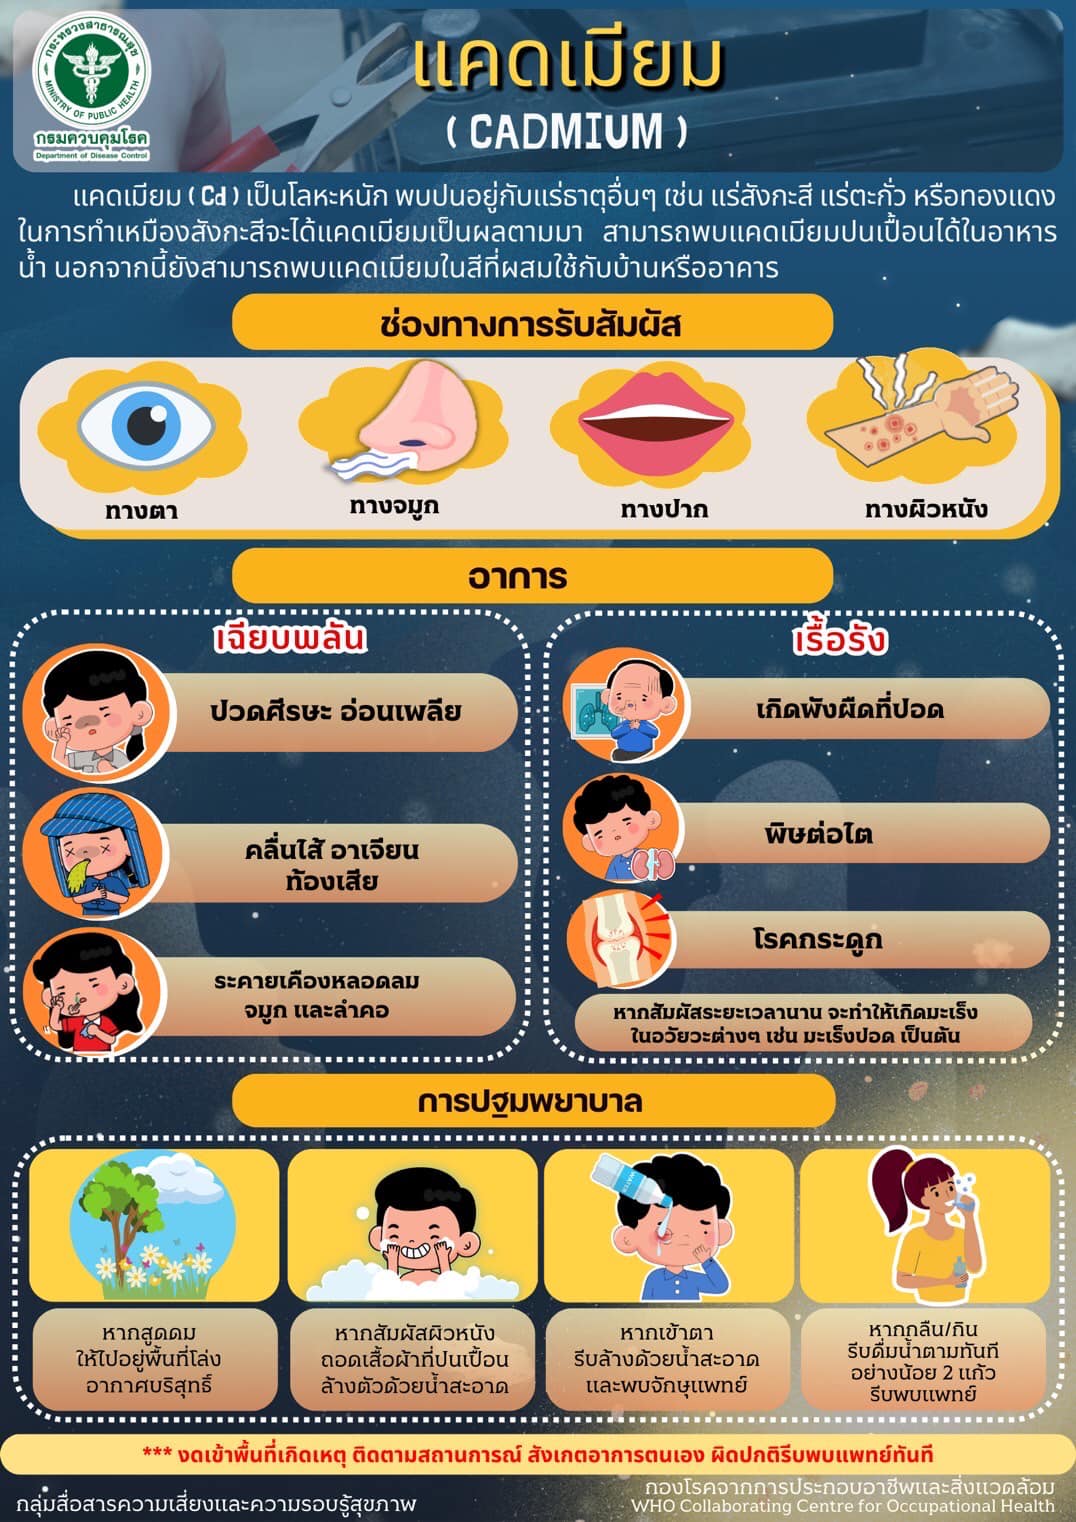 กระทรวงสาธารณสุข
MINISTRY OF PUBLIC HEALTH
กรมควบคุมโรค
Department of Disease Control
แคดเมียม
( CADMIUM )
แคดเมียม ( Cd ) เป็นโลหะหนัก พบปนอยู่กับแร่ธาตุอื่นๆ เช่น แร่สังกะสี แร่ตะกั่ว หรือทองแดง
ในการทำเหมืองสังกะสีจะได้แคดเมียมเป็นผลตามมา สามารถพบแคดเมียมปนเปื้อนได้ในอาหาร
น้ำ นอกจากนี้ยังสามารถพบแคดเมียมในสีที่ผสมใช้กับบ้านหรืออาคาร
ช่องทางการรับสัมผัส
ทางตา
ทางจมูก
ทางปาก
ทางผิวหนัง
อาการ
เฉียบพลัน
ปวดศีรษะ อ่อนเพลีย
คลื่นไส้ อาเจียน
ท้องเสีย
ระคายเคืองหลอดลม
จมูก และลำคอ
เรื้อรัง
เกิดพังผืดที่ปอด
พิษต่อไต
โรคกระดูก
หากสัมผัสระยะเวลานาน จะทำให้เกิดมะเร็ง
ในอวัยวะต่างๆ เช่น มะเร็งปอด เป็นต้น
การปฐมพยาบาล
หากสูดดม
ให้ไปอยู่พื้นที่โล่ง
อากาศบริสุทธิ์
หากสัมผัสผิวหนัง
ถอดเสื้อผ้าที่ปนเปื้อน
ล้างตัวด้วยน้ำสะอาด
WATER
หากเข้าตา
รีบล้างด้วยน้ำสะอาด
และพบจักษุแพทย์
หากกลืน/กิน
รีบดื่มน้ำตามทันที
อย่างน้อย 2 แก้ว
รีบพบแพทย์
*** งดเข้าพื้นที่เกิดเหตุ ติดตามสถานการณ์ สังเกตอาการตนเอง ผิดปกติรีบพบแพทย์ทันที
กลุ่มสื่อสารความเสี่ยงและความรอบรู้สุขภาพ
กองโรคจากการประกอบอาชีพและสิ่งแวดล้อม
WHO Collaborating Centre for Occupational Health